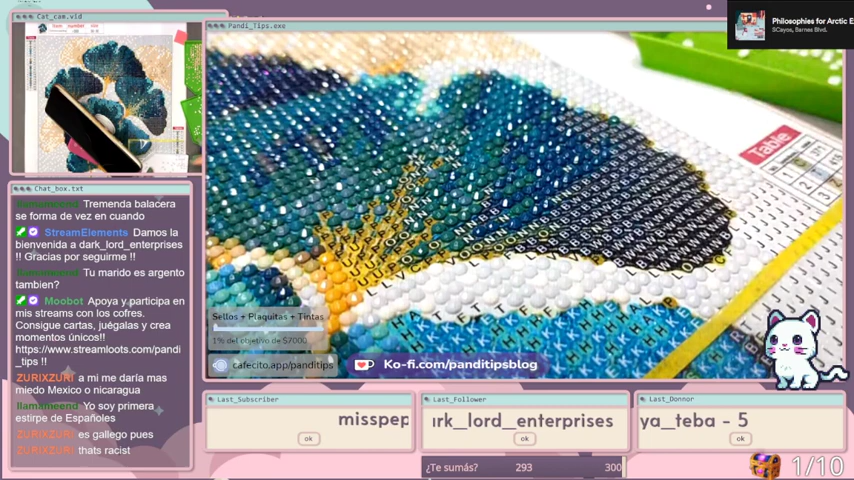 Cat_cam.vid
Pandi_Tips.exe
Philosophies for Arctic E
SCayos, Barnes Blvd.
Table
Chat_box.txt
llamameend Tremenda balacera
se forma de vez en cuando
StreamElements Damos la
bienvenida a dark_lord_enterprises
!! Gracias por seguirme !!
llamameend Tu marido es argento
tambien?
Moobot Apoya y participa en
mis streams con los cofres.
Consigue cartas, juégalas y crea
momentos únicos!!
https://www.streamloots.com/pandi
_tips !!
ZURIXZURI a mi me daría mas
miedo Mexico o nicaragua
llamameend Yo soy primera
estirpe de Españoles
ZURIXZURI es gallego pues
ZURIXZURI thats racist
Sellos + Plaquitas + Tintas
1% del objetivo de $7000
cafecito.app/panditips
Ko-fi.com/panditipsblog
Last_Subscriber
misspep
ok
Last_Follower
ırk_lord_enterprises
ok
Last_Donnor
ya_teba - 5
ok
¿Te sumás? 293 300
1/10